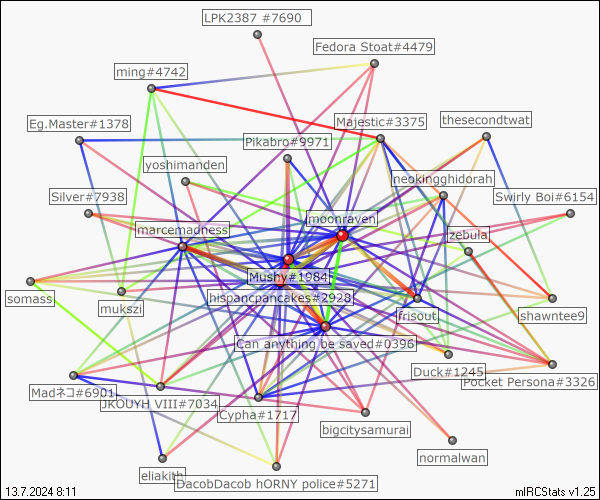 LPK2387 #7690
Fedora Stoat#4479
ming#4742
Eg.Master#1378
Majestic#3375
thesecondtwat
Pikabro#9971
yoshimanden
neokingghidorah
Silver#7938
Swirly Boi#6154
moonraven
marcemadness
zebula
Mushy#1984
somass
mukszi
hispancpancakes#2928
frisout
shawntee9
Can anything be saved#0396
Duck#1245
Pocket Persona#3326
Madネコ#6901
JKOUYH VIII#7034
Cypha#1717
bigcitysamurai
normalwan
eliakith
DacobDacob hORNY police#5271
13.7.2024 8:11
mIRCStats v1.25